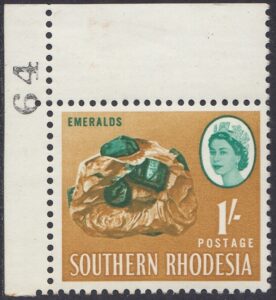 64
EMERALDS
1/-
POSTAGE
SOUTHERN RHODESIA